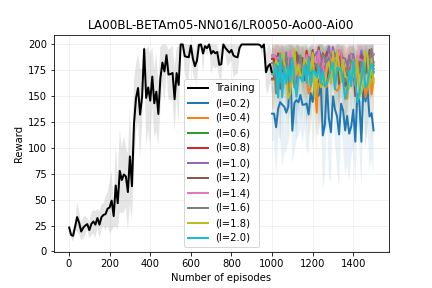 LA00BL-BETAm05-NN016/LR0050-Ao00-Ai00
200
175
150
125
100
75
50
25
0
Reward
Training
(l=0.2)
(l=0.4)
(l=0.6)
(l=0.8)
(l=1.0)
(l=1.2)
(l=1.4)
(l=1.6)
(l=1.8)
(l=2.0)
0 200 400 600 800 1000 1200 1400
Number of episodes